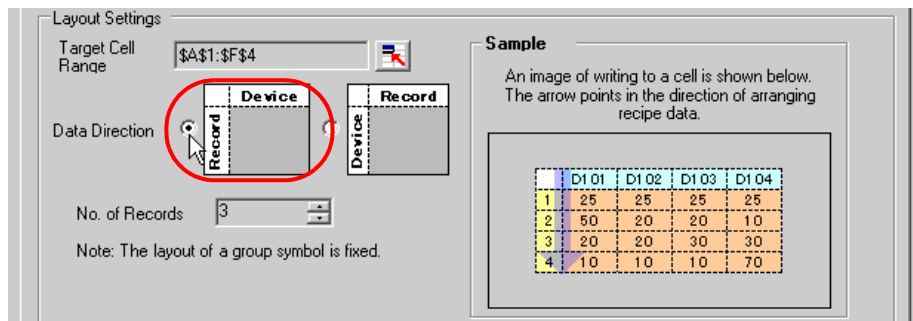 Layout Settings
Target Cell
Range
$A$1:$F$4
Data Direction
Device
Record
Record
Device
No. of Records
3
Note: The layout of a group symbol is fixed.
Sample
An image of writing to a cell is shown below.
The arrow points in the direction of arranging
recipe data.
D101 D102 D103 D104
1 25 25 25 25
2 50 20 20 10
3 20 20 30 30
4 10 10 10 70